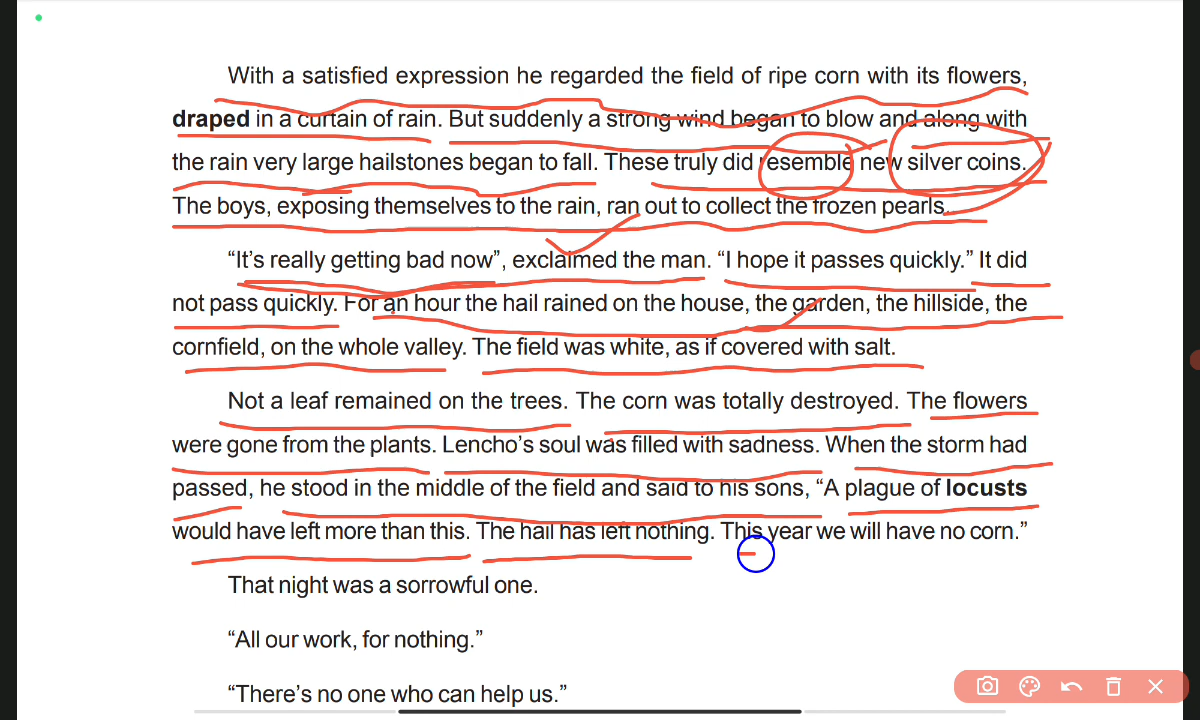 With a satisfied expression he regarded the field of ripe corn with its flowers,
draped in a curtain of rain. But suddenly a strong wind began to blow and along with
the rain very large hailstones began to fall. These truly did resemble new silver coins.
The boys, exposing themselves to the rain, ran out to collect the frozen pearls.
“It’s really getting bad now”, exclaimed the man. “I hope it passes quickly.” It did
not pass quickly. For an hour the hail rained on the house, the garden, the hillside, the
cornfield, on the whole valley. The field was white, as if covered with salt.
Not a leaf remained on the trees. The corn was totally destroyed. The flowers
were gone from the plants. Lencho’s soul was filled with sadness. When the storm had
passed, he stood in the middle of the field and said to his sons, “A plague of locusts
would have left more than this. The hail has left nothing. This year we will have no corn.”
That night was a sorrowful one.
“All our work, for nothing.”
“There’s no one who can help us.”